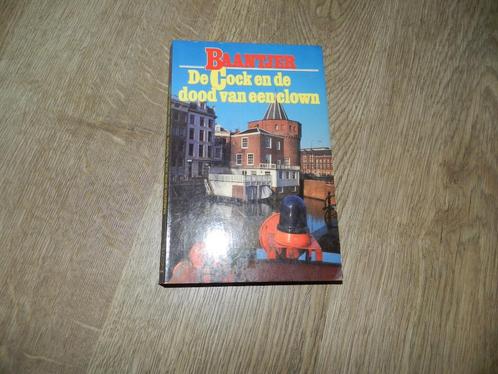 BAANTJER
De Cock en de
dood van een clown